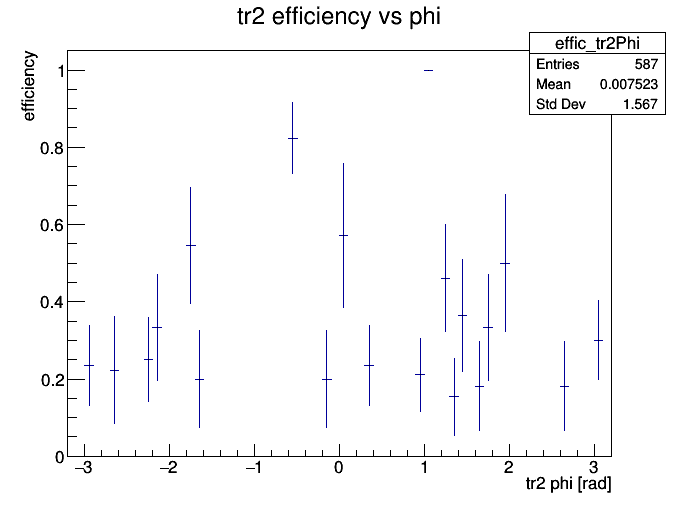 tr2 efficiency vs phi
effic_tr2Phi
Entries 587
Mean 0.007523
Std Dev 1.567
efficiency
1
0.8
0.6
0.4
0.2
0
−3 −2 −1 0 1 2 3
tr2 phi [rad]